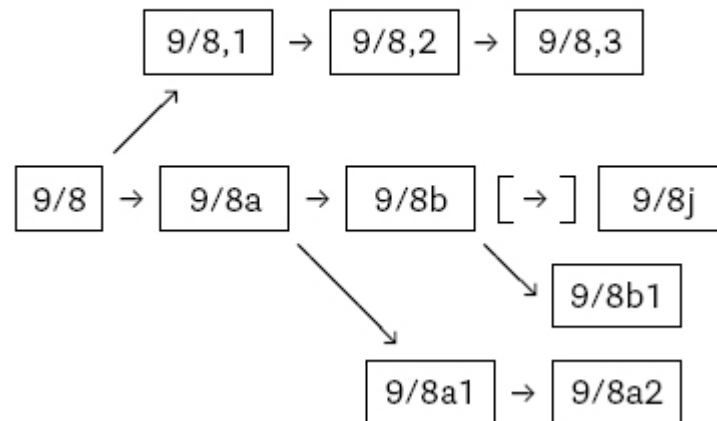 9/8,1 → 9/8,2 → 9/8,3
9/8 → 9/8a → 9/8b [ → ] 9/8j
9/8b1
9/8a1 → 9/8a2